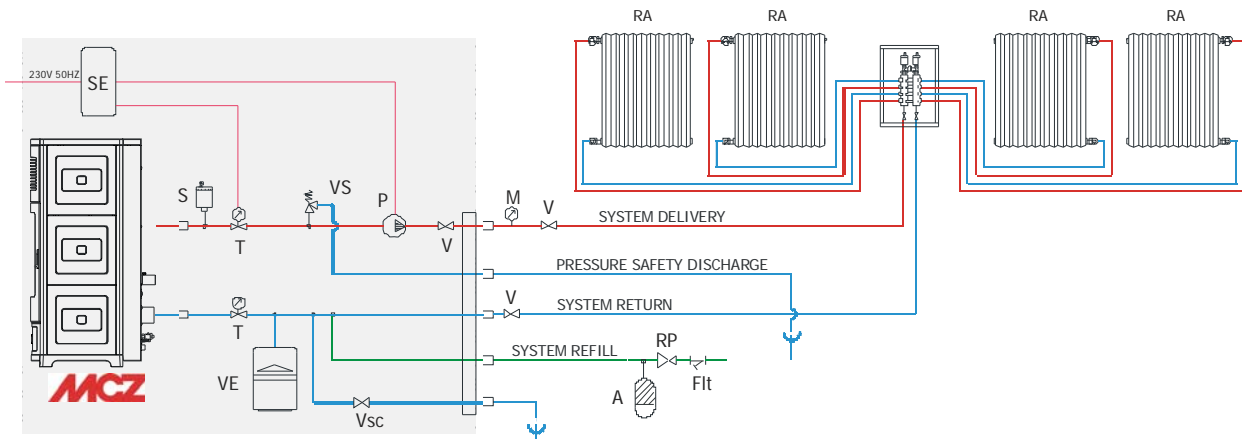 RA
RA
RA
RA
230V 50HZ
SE
S
VS
P
M
V
SYSTEM DELIVERY
T
V
PRESSURE SAFETY DISCHARGE
V
SYSTEM RETURN
T
SYSTEM REFILL
RP
VE
A
Flt
MCZ
Vsc